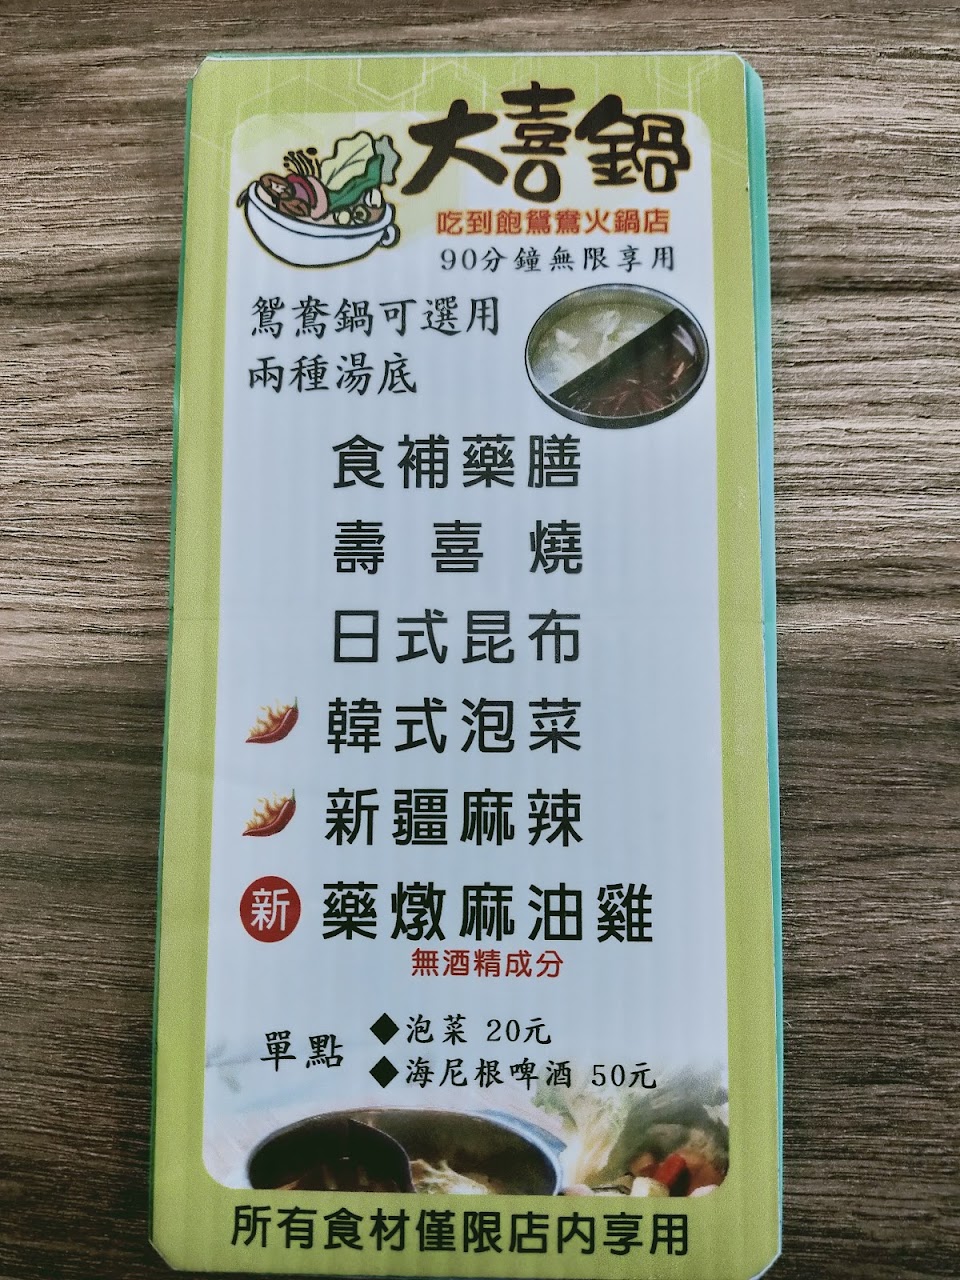 大喜鍋
吃到飽鴛鴦火鍋店
90分鐘無限享用
鴛鴦鍋可選用
兩種湯底
食補藥膳
壽喜燒
日式昆布
韓式泡菜
新疆麻辣
新 藥燉麻油雞
無酒精成分
單點
◆泡菜 20元
◆海尼根啤酒 50元
所有食材僅限店內享用